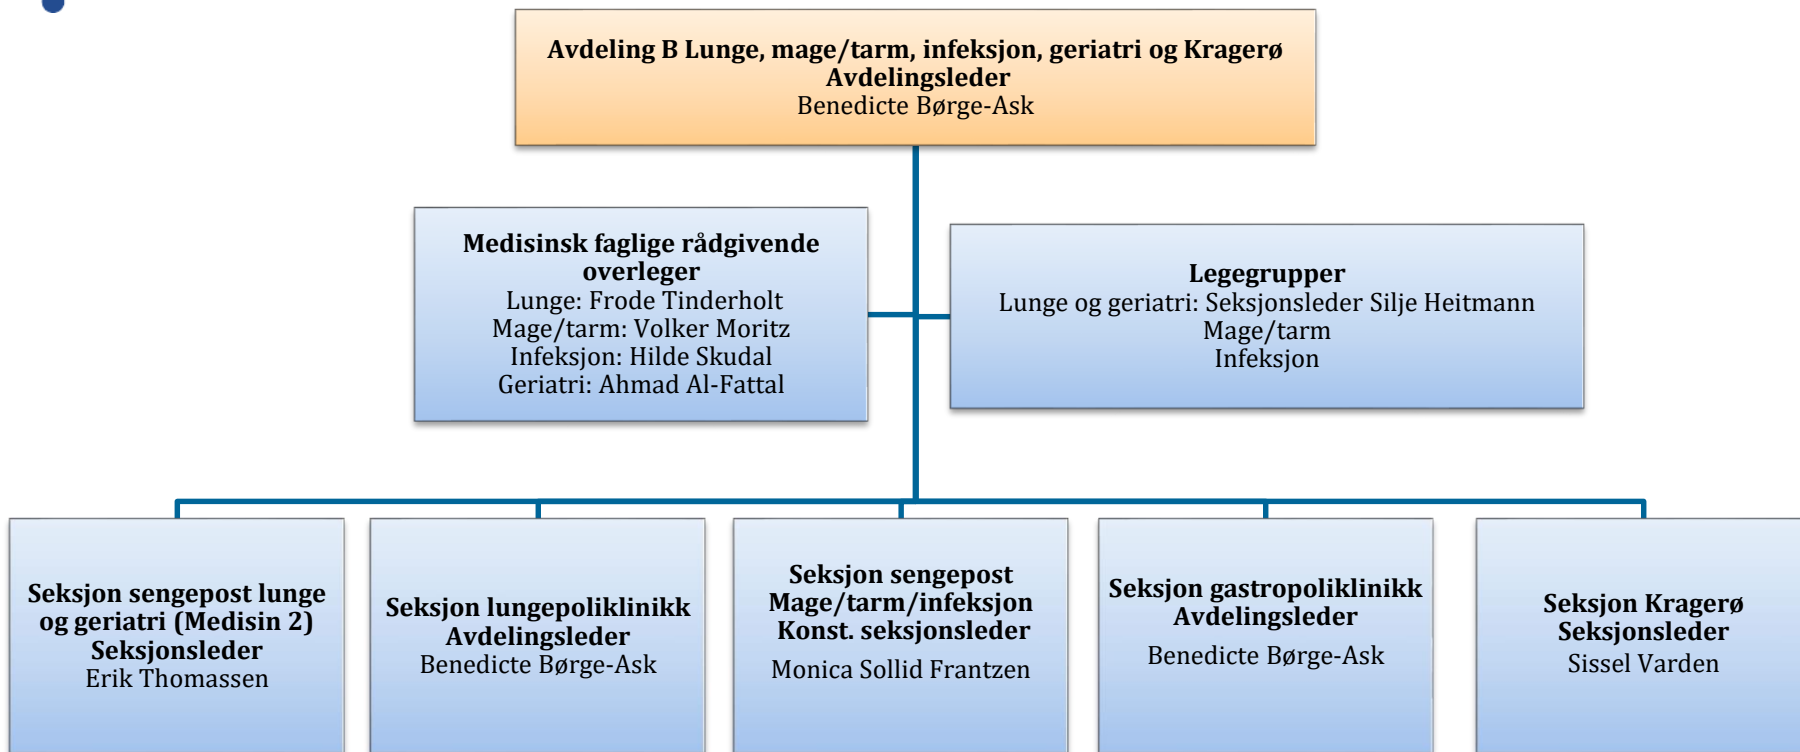 Avdeling B Lunge, mage/tarm, infeksjon, geriatri og Kragerø
Avdelingsleder
Benedicte Børge-Ask
Medisinsk faglige rådgivende
overleger
Lunge: Frode Tinderholt
Mage/tarm: Volker Moritz
Infeksjon: Hilde Skudal
Geriatri: Ahmad Al-Fattal
Legegrupper
Lunge og geriatri: Seksjonsleder Silje Heitmann
Mage/tarm
Infeksjon
Seksjon sengepost lunge
og geriatri (Medisin 2)
Seksjonsleder
Erik Thomassen
Seksjon lungepoliklinikk
Avdelingsleder
Benedicte Børge-Ask
Seksjon sengepost
Mage/tarm/infeksjon
Konst. seksjonsleder
Monica Sollid Frantzen
Seksjon gastropoliklinikk
Avdelingsleder
Benedicte Børge-Ask
Seksjon Kragerø
Seksjonsleder
Sissel Varden